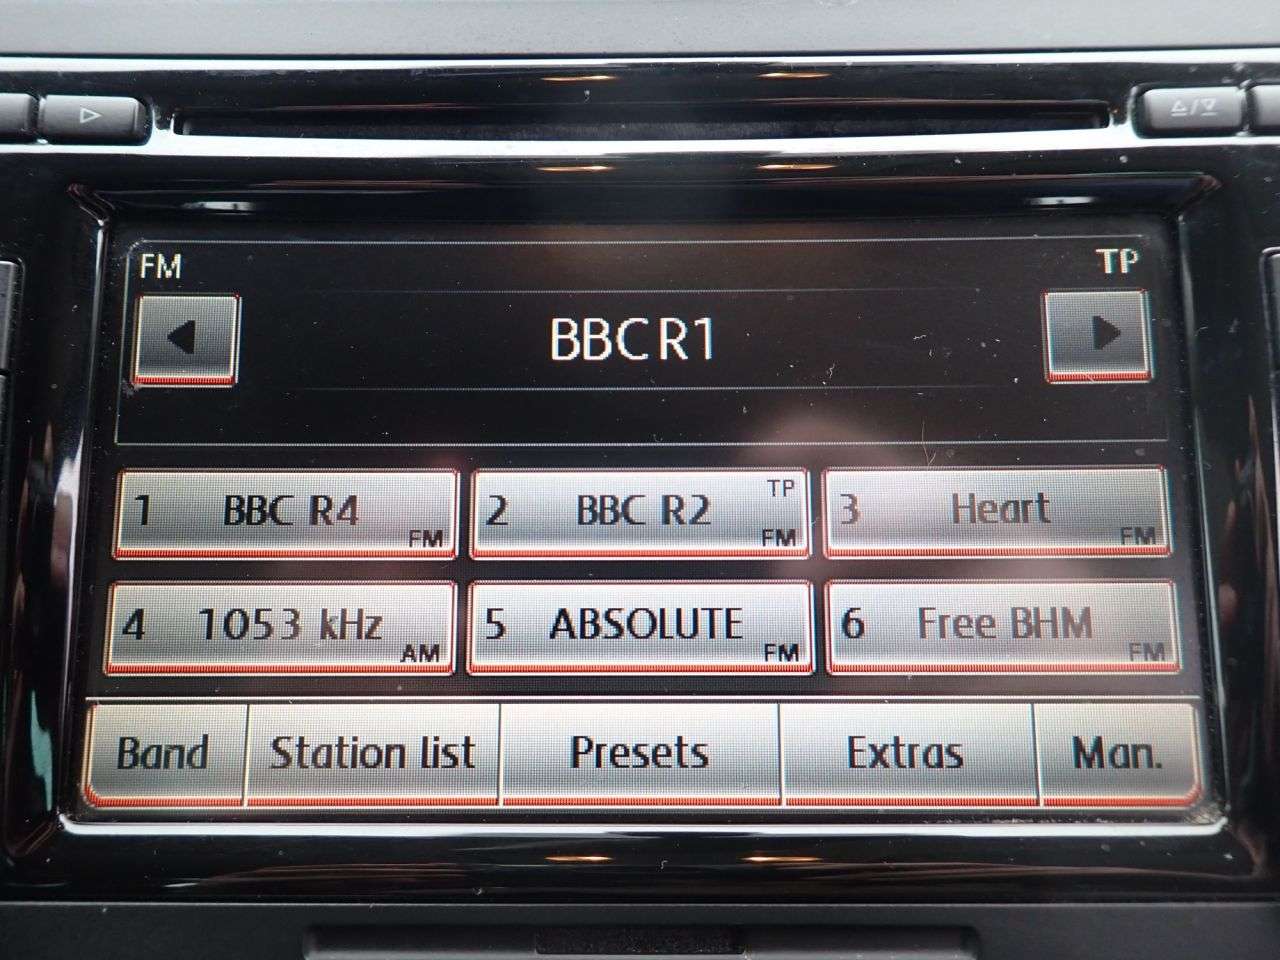 FM TP
BBC R1
1 BBC R4 FM
2 BBC R2 TP FM
3 Heart FM
4 1053 kHz AM
5 ABSOLUTE FM
6 Free BHM FM
Band Station list Presets Extras Man.